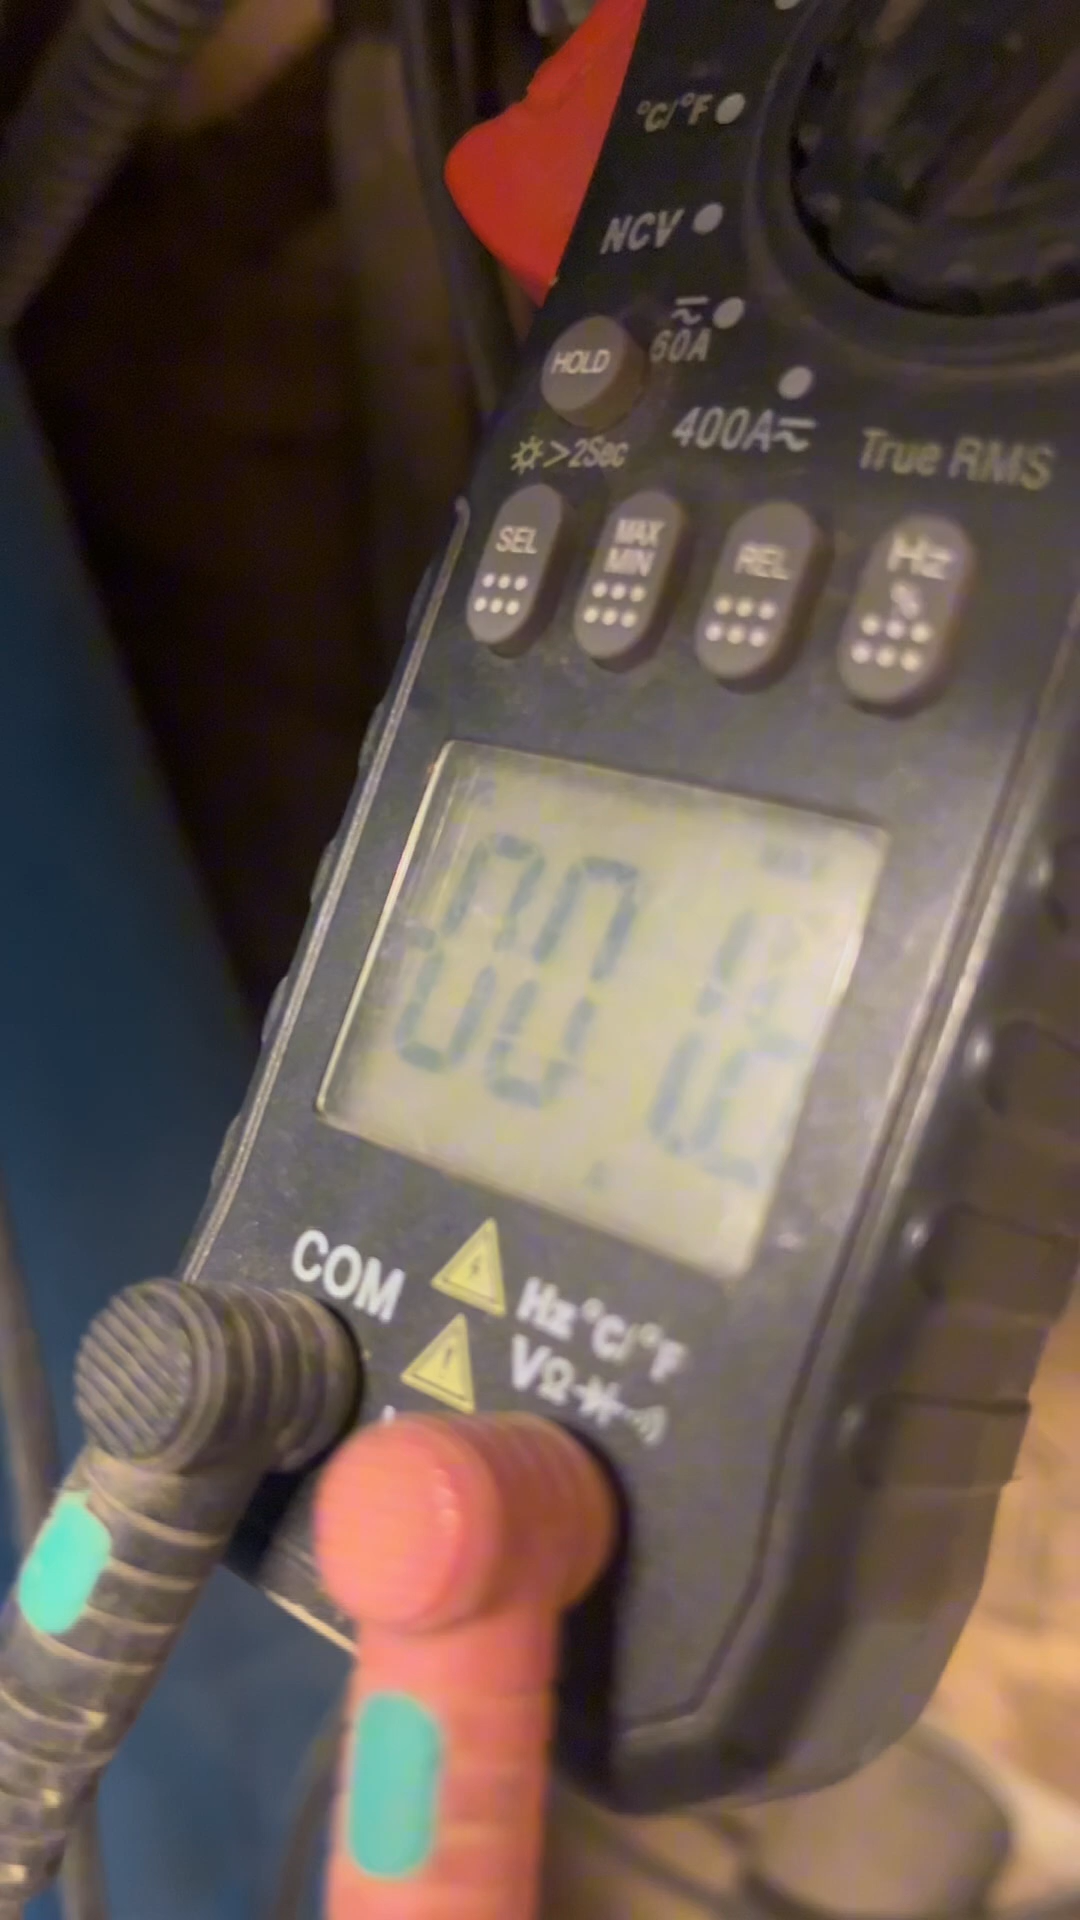 °C/°F
NCV
60A
HOLD
400A
>2Sec
True RMS
SEL
MAX
MIN
REL
Hz
%
COM
Hz°C/°F
VΩ